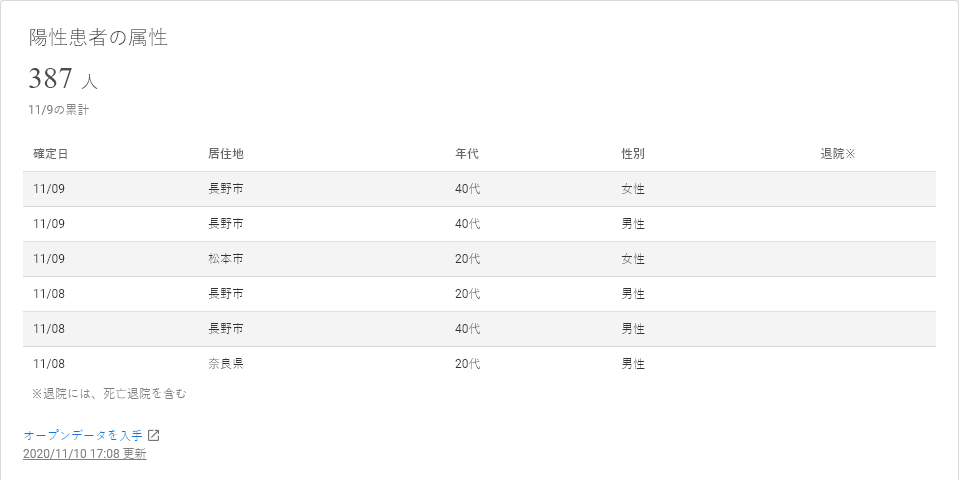 陽性患者の属性
387 人
11/9の累計
確定日 居住地 年代 性別 退院※
11/09 長野市 40代 女性
11/09 長野市 40代 男性
11/09 松本市 20代 女性
11/08 長野市 20代 男性
11/08 長野市 40代 男性
11/08 奈良県 20代 男性
※退院には、死亡退院を含む
オープンデータを入手
2020/11/10 17:08 更新